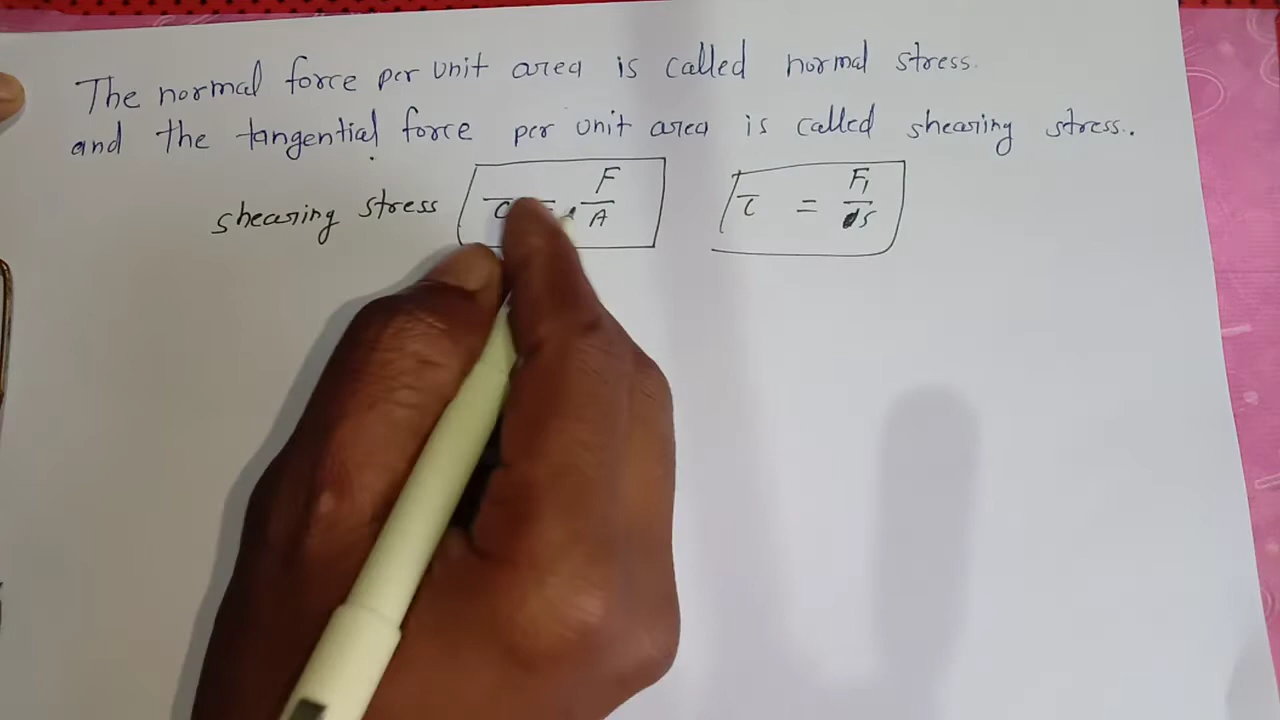 The normal force per unit area is called normal stress.
and the tangential force per unit area is called shearing stress..
shearing stress τ = F/A τ = F₁/ds